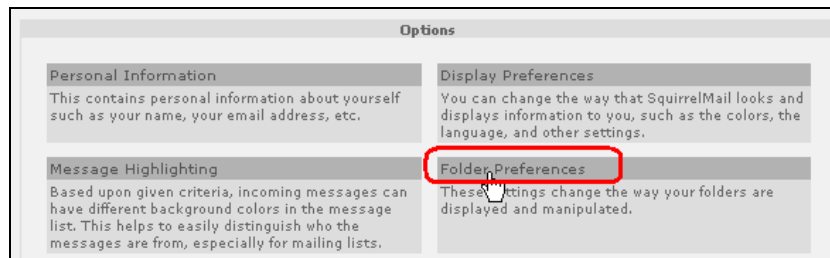 Options
Personal Information
This contains personal information about yourself
such as your name, your email address, etc.
Display Preferences
You can change the way that SquirrelMail looks and
displays information to you, such as the colors, the
language, and other settings.
Message Highlighting
Based upon given criteria, incoming messages can
have different background colors in the message
list. This helps to easily distinguish who the
messages are from, especially for mailing lists.
Folder Preferences
These settings change the way your folders are
displayed and manipulated.